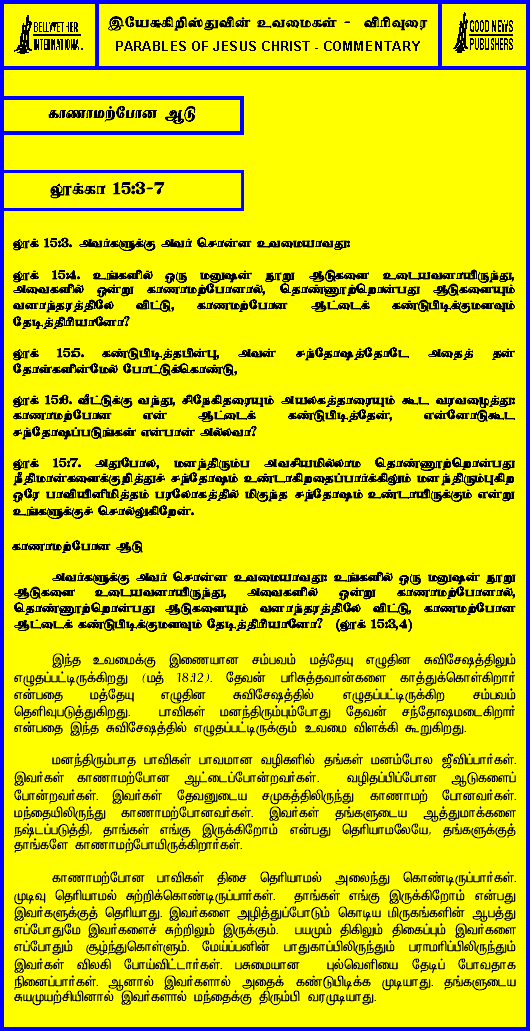 BELLWETHER
INTERNATIONAL
இயேசுகிறிஸ்துவின் உவமைகள் - விரிவுரை
PARABLES OF JESUS CHRIST - COMMENTARY
GOOD NEWS
PUBLISHERS
காணாமற்போன ஆடு
லூக்கா 15:3-7
லூக் 15:3. அவர்களுக்கு அவர் சொன்ன உவமையாவது:
லூக் 15:4. உங்களில் ஒரு மனுஷன் நூறு ஆடுகளை உடையவனாயிருந்து,
அவைகளில் ஒன்று காணாமற்போனால், தொண்ணூற்றொன்பது ஆடுகளையும்
வனாந்தரத்திலே விட்டு, காணமற்போன ஆட்டைக் கண்டுபிடிக்குமளவும்
தேடித்திரியானோ?
லூக் 15:5. கண்டுபிடித்தபின்பு, அவன் சந்தோஷத்தோடே அதைத் தன்
தோள்களின்மேல் போட்டுக்கொண்டு,
லூக் 15:6. வீட்டுக்கு வந்து, சிநேகிதரையும் அயலகத்தாரையும் கூட வரவழைத்து:
காணாமற்போன என் ஆட்டைக் கண்டுபிடித்தேன், என்னோடுகூட
சந்தோஷப்படுங்கள் என்பான் அல்லவா?
லூக் 15:7. அதுபோல, மனந்திரும்ப அவசியமில்லாத தொண்ணூற்றொன்பது
நீதிமான்களைக்குறித்துச் சந்தோஷம் உண்டாகிறதைப்பார்க்கிலும் மனந்திரும்புகிற
ஒரே பாவியினிமித்தம் பரலோகத்தில் மிகுந்த சந்தோஷம் உண்டாயிருக்கும் என்று
உங்களுக்குச் சொல்லுகிறேன்.
காணாமற்போன ஆடு
அவர்களுக்கு அவர் சொன்ன உவமையாவது: உங்களில் ஒரு மனுஷன் நூறு
ஆடுகளை உடையவனாயிருந்து, அவைகளில் ஒன்று காணாமற்போனால்,
தொண்ணூற்றொன்பது ஆடுகளையும் வனாந்தரத்திலே விட்டு, காணமற்போன
ஆட்டைக் கண்டுபிடிக்குமளவும் தேடித்திரியானோ? (லூக் 15:3,4)
இந்த உவமைக்கு இணையான சம்பவம் மத்தேயு எழுதின சுவிசேஷத்திலும்
எழுதப்பட்டிருக்கிறது (மத் 18:12). தேவன் பரிசுத்தவான்களை காத்துக்கொள்கிறார்
என்பதை மத்தேயு எழுதின சுவிசேஷத்தில் எழுதப்பட்டிருக்கிற சம்பவம்
தெளிவுபடுத்துகிறது. பாவிகள் மனந்திரும்பும்போது தேவன் சந்தோஷமடைகிறார்
என்பதை இந்த சுவிசேஷத்தில் எழுதப்பட்டிருக்கும் உவமை விளக்கி கூறுகிறது.
மனந்திரும்பாத பாவிகள் பாவமான வழிகளில் தங்கள் மனம்போல ஜீவிப்பார்கள்.
இவர்கள் காணாமற்போன ஆட்டைப்போன்றவர்கள். வழிதப்பிப்போன ஆடுகளைப்
போன்றவர்கள். இவர்கள் தேவனுடைய சமுகத்திலிருந்து காணாமற் போனவர்கள்.
மந்தையிலிருந்து காணாமற்போனவர்கள். இவர்கள் தங்களுடைய ஆத்துமாக்களை
நஷ்டப்படுத்தி, தாங்கள் எங்கு இருக்கிறோம் என்பது தெரியாமலேயே, தங்களுக்குத்
தாங்களே காணாமற்போயிருக்கிறார்கள்.
காணாமற்போன பாவிகள் திசை தெரியாமல் அலைந்து கொண்டிருப்பார்கள்.
முடிவு தெரியாமல் சுற்றிக்கொண்டிருப்பார்கள். தாங்கள் எங்கு இருக்கிறோம் என்பது
இவர்களுக்குத் தெரியாது. இவர்களை அழித்துப்போடும் கொடிய மிருகங்களின் ஆபத்து
எப்போதுமே இவர்களைச் சுற்றிலும் இருக்கும். பயமும் திகிலும் திகைப்பும் இவர்களை
எப்போதும் சூழ்ந்துகொள்ளும். மேய்ப்பனின் பாதுகாப்பிலிருந்தும் பராமரிப்பிலிருந்தும்
இவர்கள் விலகி போய்விட்டார்கள். பசுமையான புல்வெளியை தேடிப் போவதாக
நினைப்பார்கள். ஆனால் இவர்களால் அதைக் கண்டுபிடிக்க முடியாது. தங்களுடைய
சுயமுயற்சியினால் இவர்களால் மந்தைக்கு திரும்பி வரமுடியாது.